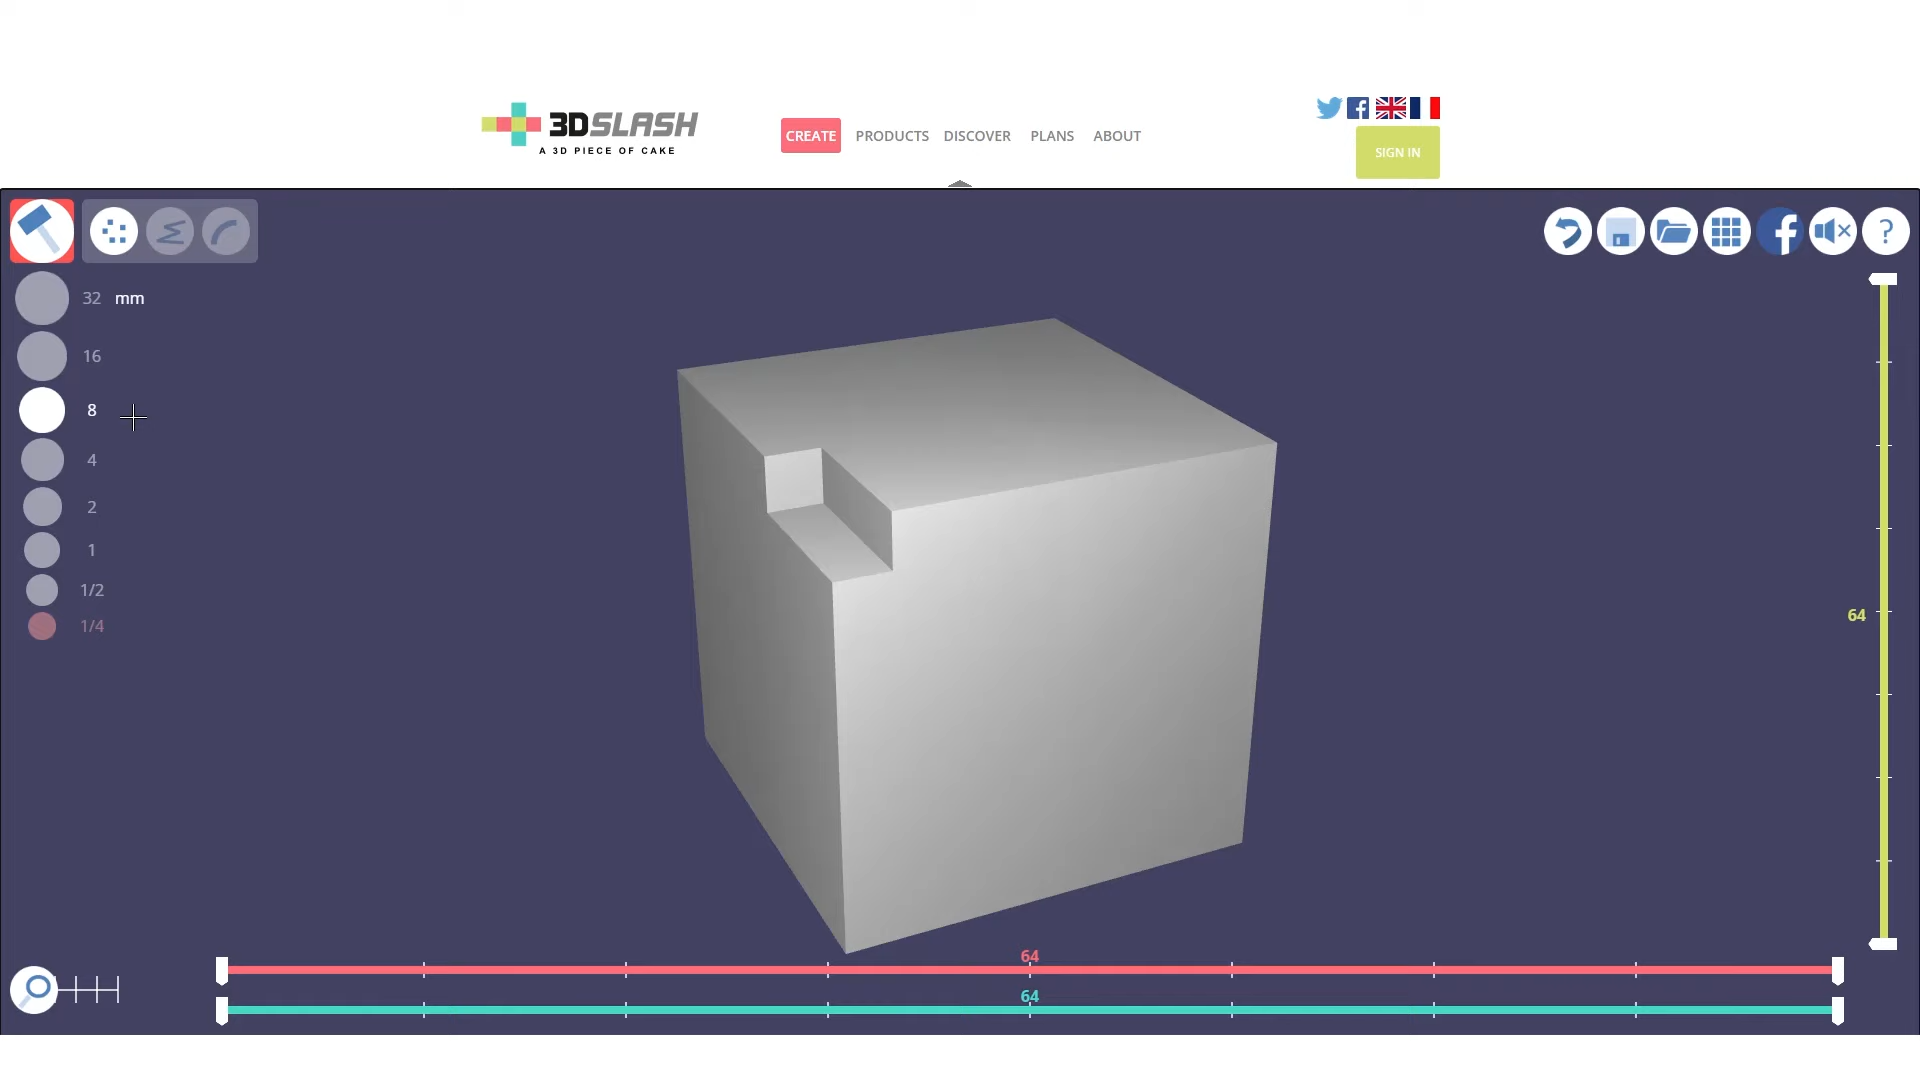 3DSLASH
A 3D PIECE OF CAKE
CREATE PRODUCTS DISCOVER PLANS ABOUT
SIGN IN
?
32 mm
16
8
4
2
1
1/2
1/4
64
64
64